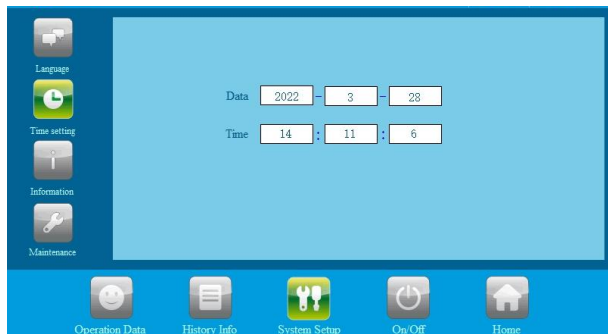 Language
Time setting
Information
Maintenance
Data 2022 - 3 - 28
Time 14 : 11 : 6
Operation Data History Info System Setup On/Off Home